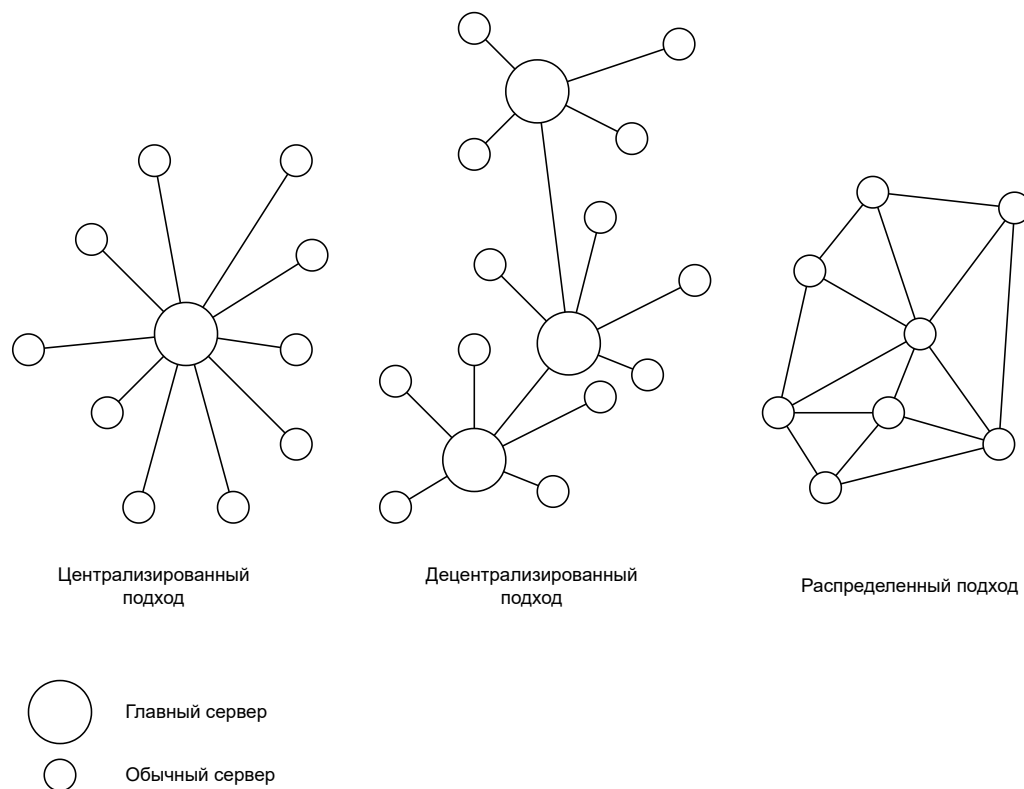 Централизированный
подход
Децентрализированный
подход
Распределенный подход
Главный сервер
Обычный сервер